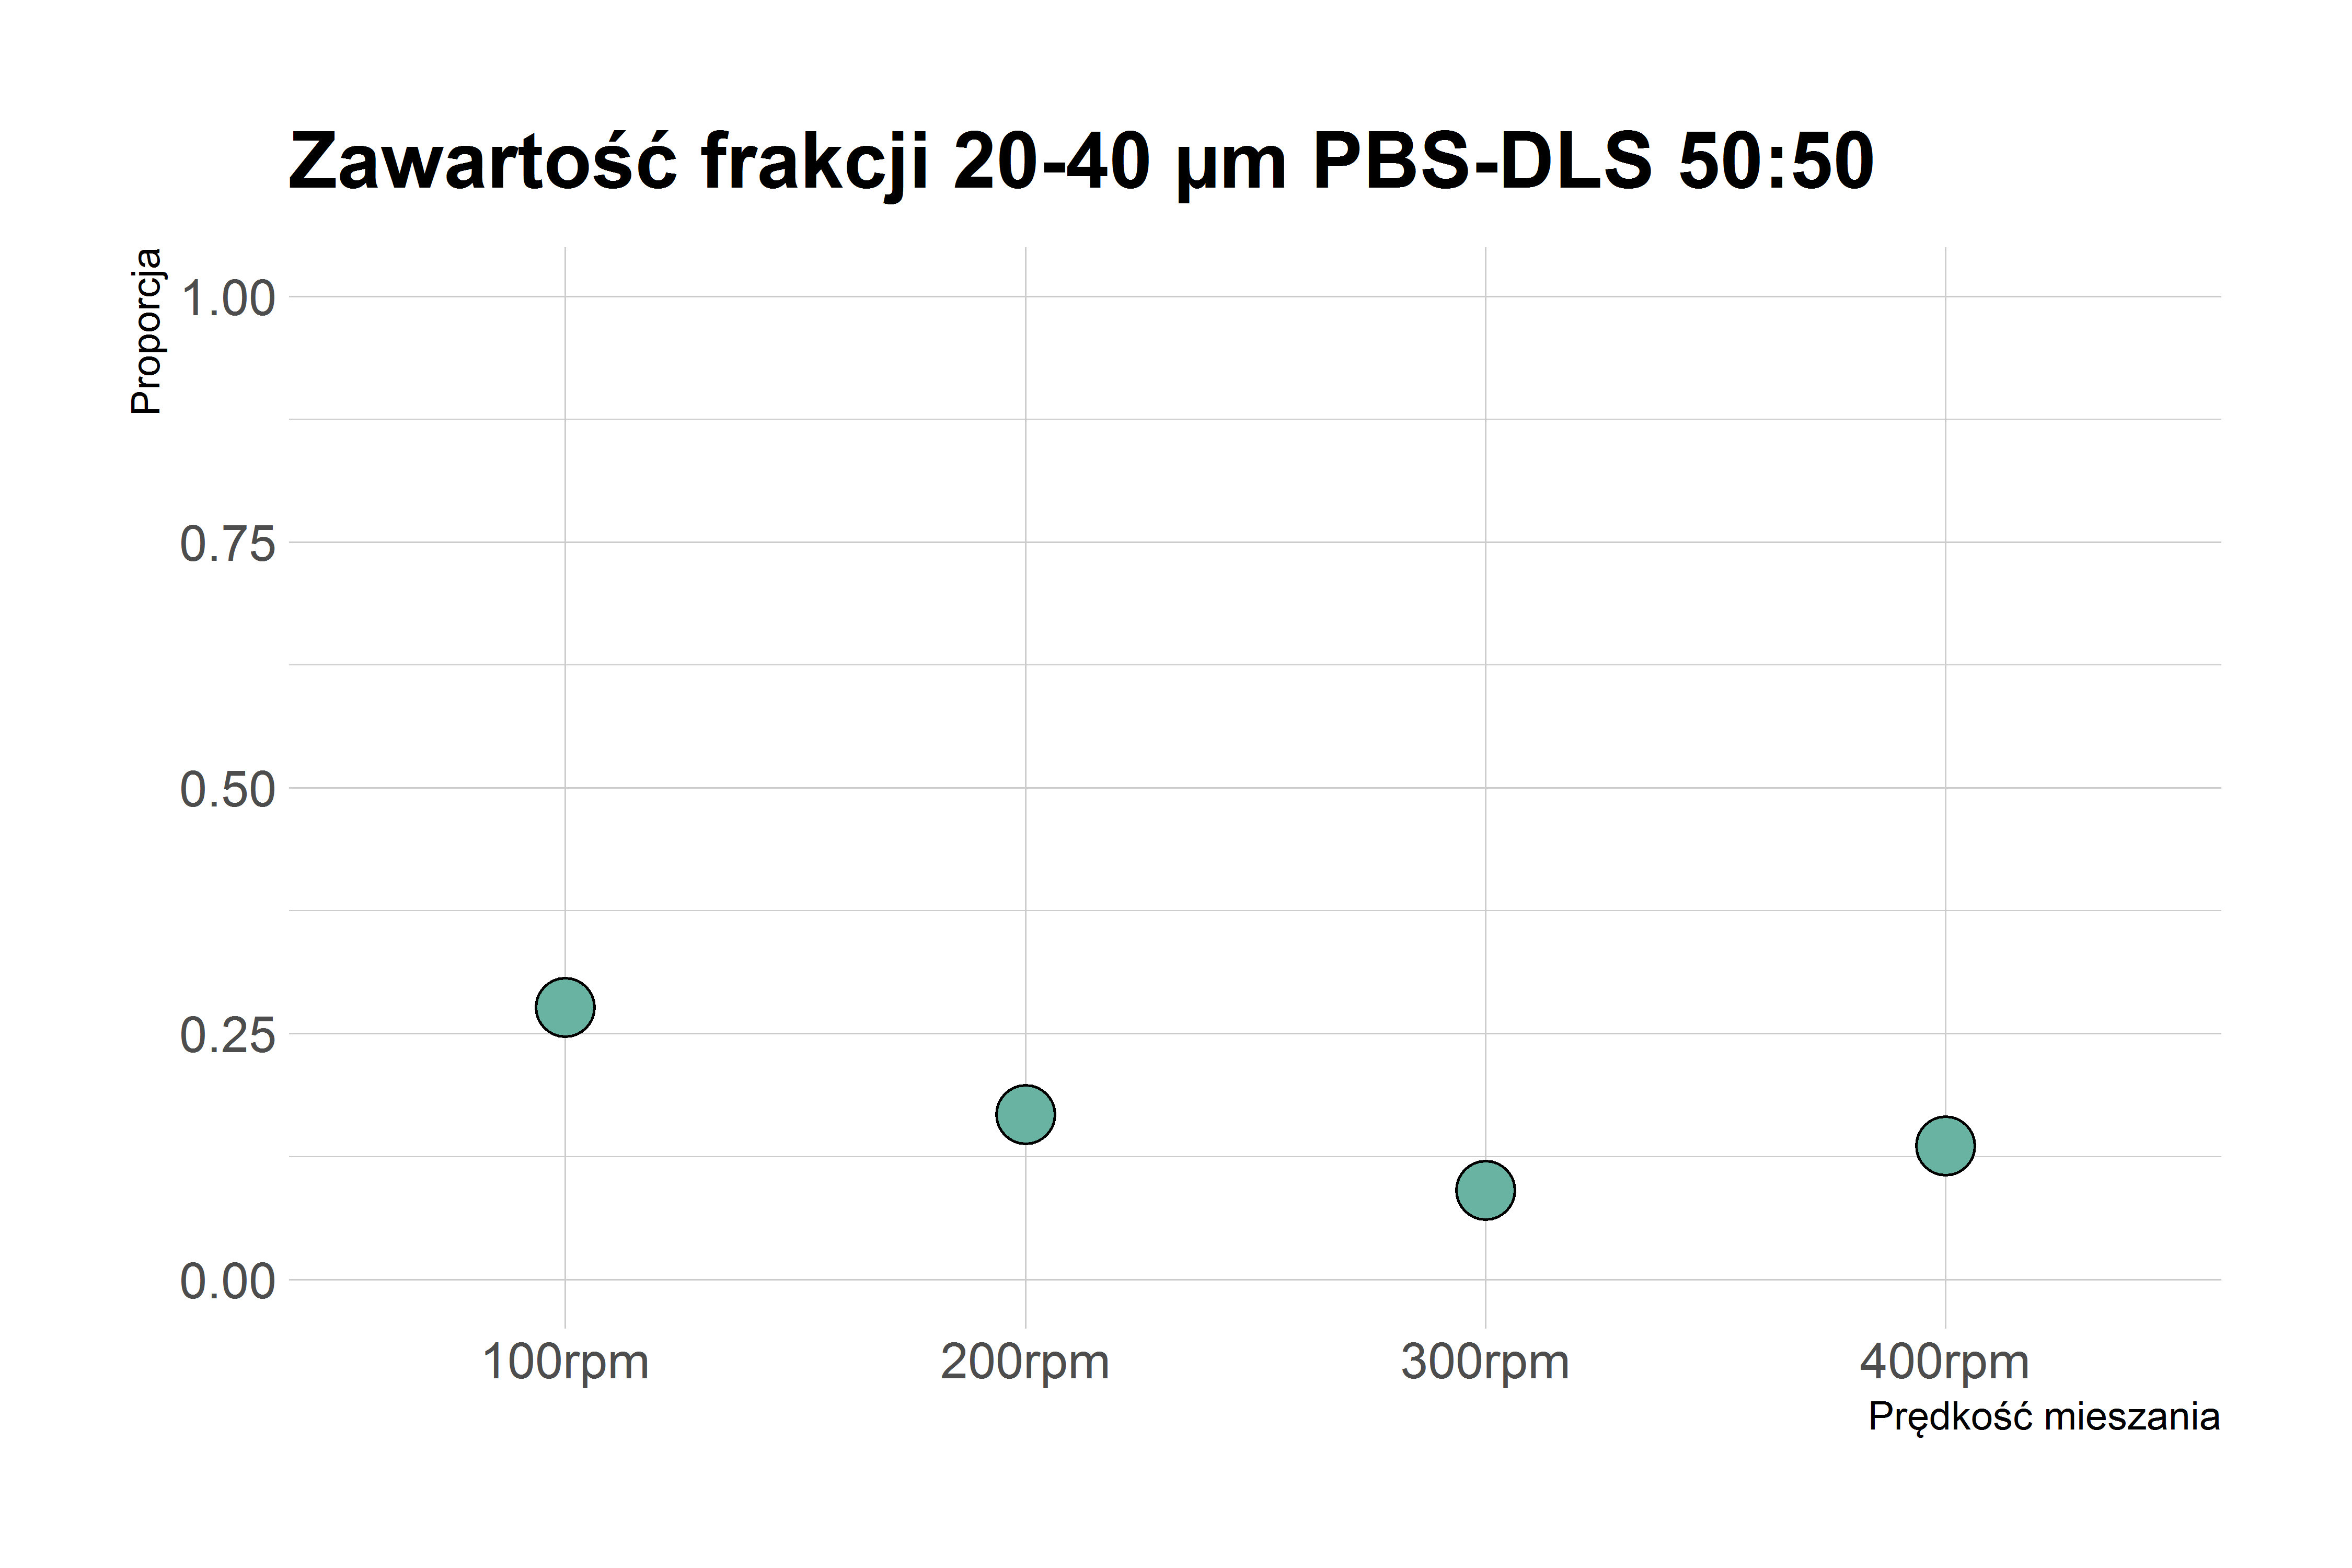 Zawartość frakcji 20-40 µm PBS-DLS 50:50
Proporcja
1.00
0.75
0.50
0.25
0.00
100rpm 200rpm 300rpm 400rpm
Prędkość mieszania